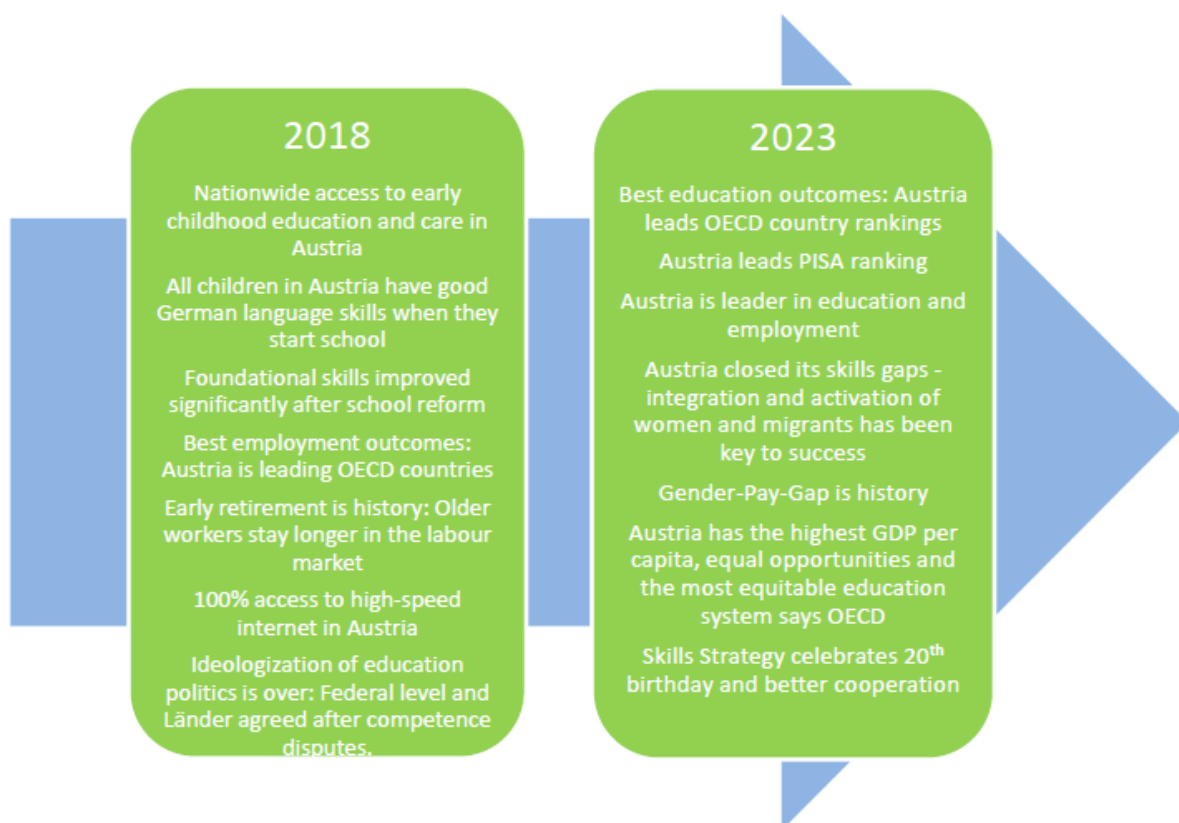 2018
Nationwide access to early
childhood education and care in
Austria
All children in Austria have good
German language skills when they
start school
Foundational skills improved
significantly after school reform
Best employment outcomes:
Austria is leading OECD countries
Early retirement is history: Older
workers stay longer in the labour
market
100% access to high-speed
internet in Austria
Ideologization of education
politics is over: Federal level and
Länder agreed after competence
disputes.
2023
Best education outcomes: Austria
leads OECD country rankings
Austria leads PISA ranking
Austria is leader in education and
employment
Austria closed its skills gaps -
integration and activation of
women and migrants has been
key to success
Gender-Pay-Gap is history
Austria has the highest GDP per
capita, equal opportunities and
the most equitable education
system says OECD
Skills Strategy celebrates 20th
birthday and better cooperation